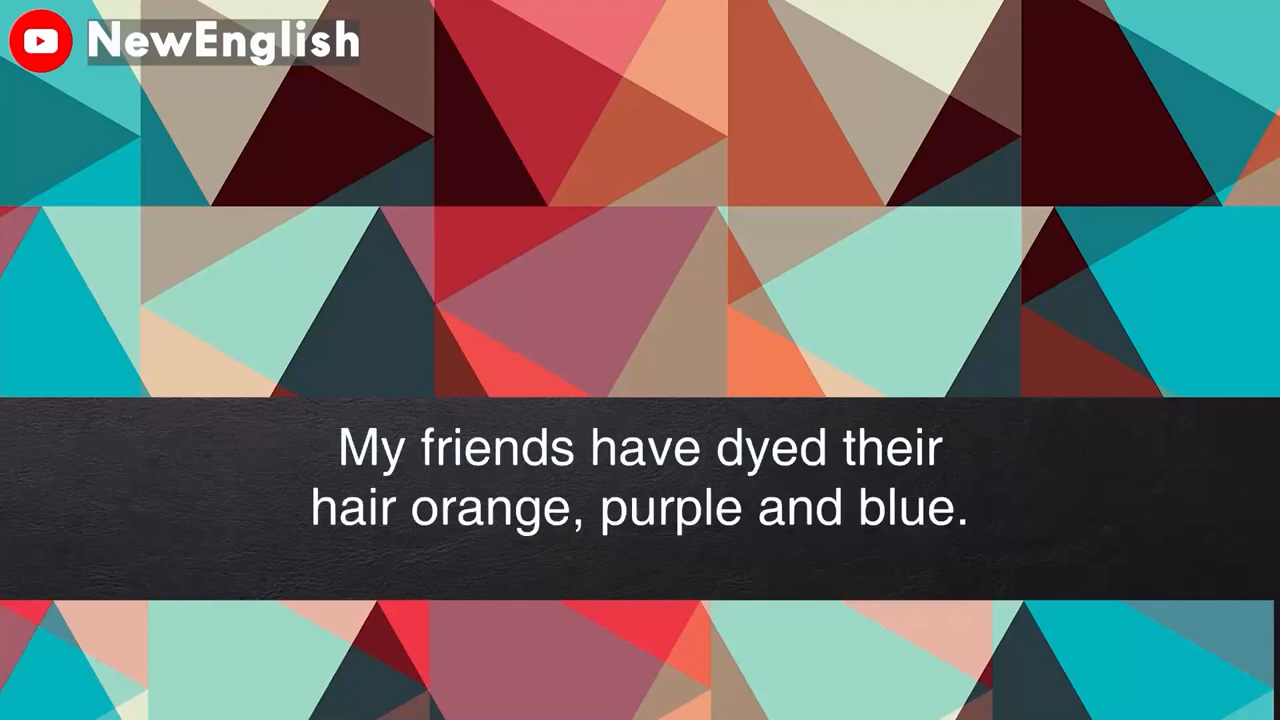 NewEnglish
My friends have dyed their
hair orange, purple and blue.